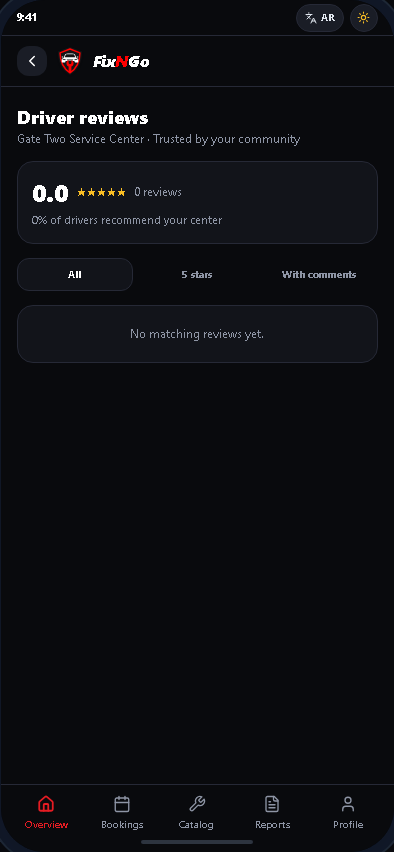 9:41
AR
FixNGo
Driver reviews
Gate Two Service Center · Trusted by your community
0.0 ★★★★★ 0 reviews
0% of drivers recommend your center
All 5 stars With comments
No matching reviews yet.
Overview Bookings Catalog Reports Profile